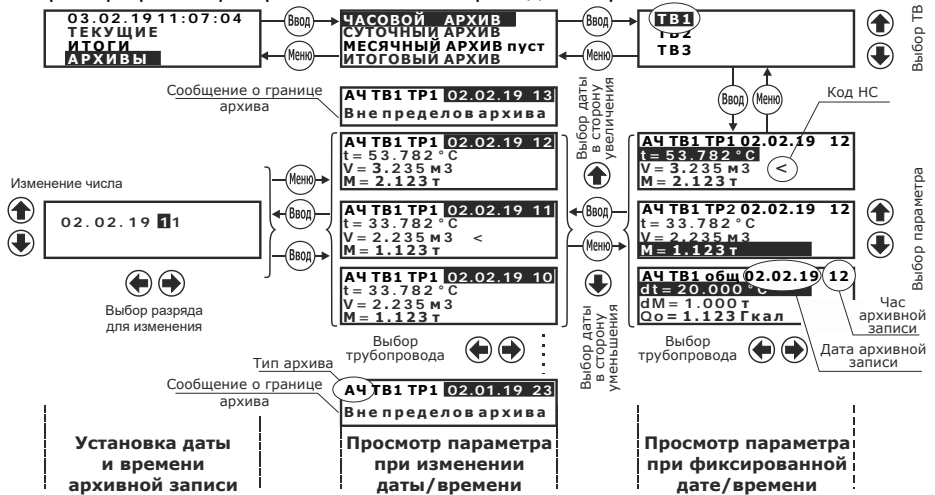 03.02.19 11:07:04
ТЕКУЩИЕ
ИТОГИ
АРХИВЫ
Ввод
Меню
ЧАСОВОЙ АРХИВ
СУТОЧНЫЙ АРХИВ
МЕСЯЧНЫЙ АРХИВ пуст
ИТОГОВЫЙ АРХИВ
Ввод
Меню
ТВ1
ТВ2
ТВ3
Выбор ТВ
Сообщение о границе
архива
АЧ ТВ1 ТР1 02.02.19 13
Вне пределов архива
Выбор даты
в сторону
увеличения
Ввод
Меню
Код НС
АЧ ТВ1 ТР1 02.02.19 12
t = 53.782 °C
V = 3.235 м3
M = 2.123 т
АЧ ТВ1 ТР1 02.02.19 12
t = 53.782 °C
V = 3.235 м3 <
M = 2.123 т
Изменение числа
02.02.19 11
Меню
Ввод
Ввод
АЧ ТВ1 ТР1 02.02.19 11
t = 33.782 °C
V = 2.235 м3 <
M = 1.123 т
Ввод
Меню
АЧ ТВ1 ТР2 02.02.19 12
t = 33.782 °C
V = 2.235 м3
M = 1.123 т
Выбор параметра
Выбор разряда
для изменения
АЧ ТВ1 ТР1 02.02.19 10
t = 33.782 °C
V = 2.235 м3
M = 1.123 т
Выбор даты
в сторону
уменьшения
АЧ ТВ1 общ 02.02.19 12
dt = 20.000 °C
dM = 1.000 т
Qo = 1.123 Гкал
Час
архивной
записи
Выбор
трубопровода
Выбор
трубопровода
Дата архивной
записи
Тип архива
Сообщение о границе
архива
АЧ ТВ1 ТР1 02.01.19 23
Вне пределов архива
Установка даты
и времени
архивной записи
Просмотр параметра
при изменении
даты/времени
Просмотр параметра
при фиксированной
дате/времени